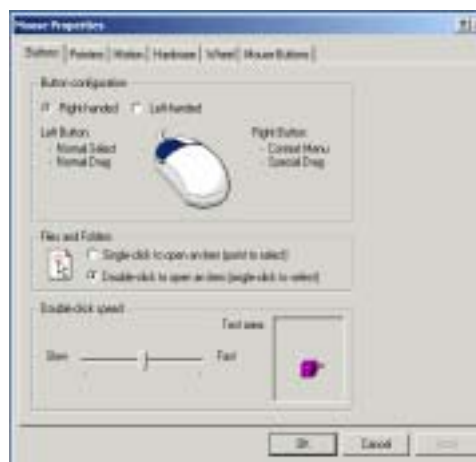 Mouse Properties
Buttons Pointers Motion Hardware Wheel Mouse Buttons
Button configuration
Right-handed Left-handed
Left Button: Right Button:
- Normal Select - Context Menu
- Normal Drag - Special Drag
Files and Folders
Single-click to open an item (point to select)
Double-click to open an item (single-click to select)
Double-click speed
Test area:
Slow Fast
OK Cancel